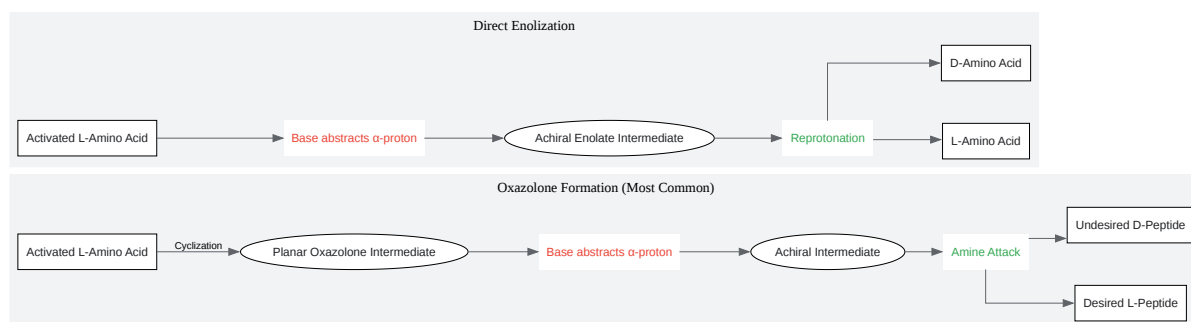 Direct Enolization
D-Amino Acid
Activated L-Amino Acid
Base abstracts α-proton
Achiral Enolate Intermediate
Reprotonation
L-Amino Acid
Oxazolone Formation (Most Common)
Undesired D-Peptide
Activated L-Amino Acid
Cyclization
Planar Oxazolone Intermediate
Base abstracts α-proton
Achiral Intermediate
Amine Attack
Desired L-Peptide